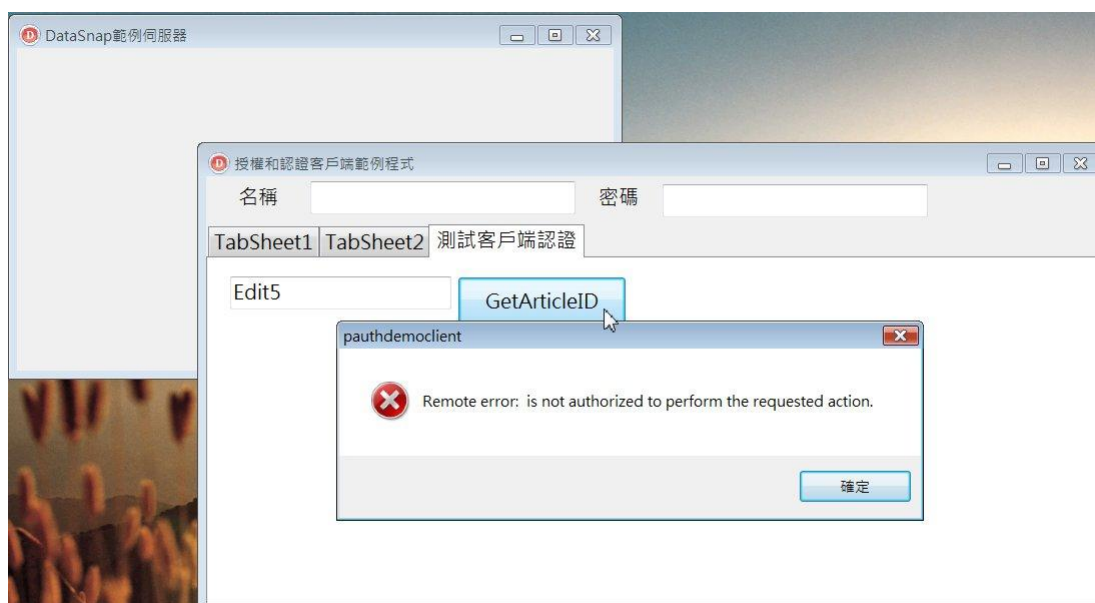 DataSnap範例伺服器
授權和認證客戶端範例程式
名稱 密碼
TabSheet1 TabSheet2 測試客戶端認證
Edit5 GetArticleID
pauthdemoclient
Remote error: is not authorized to perform the requested action.
確定